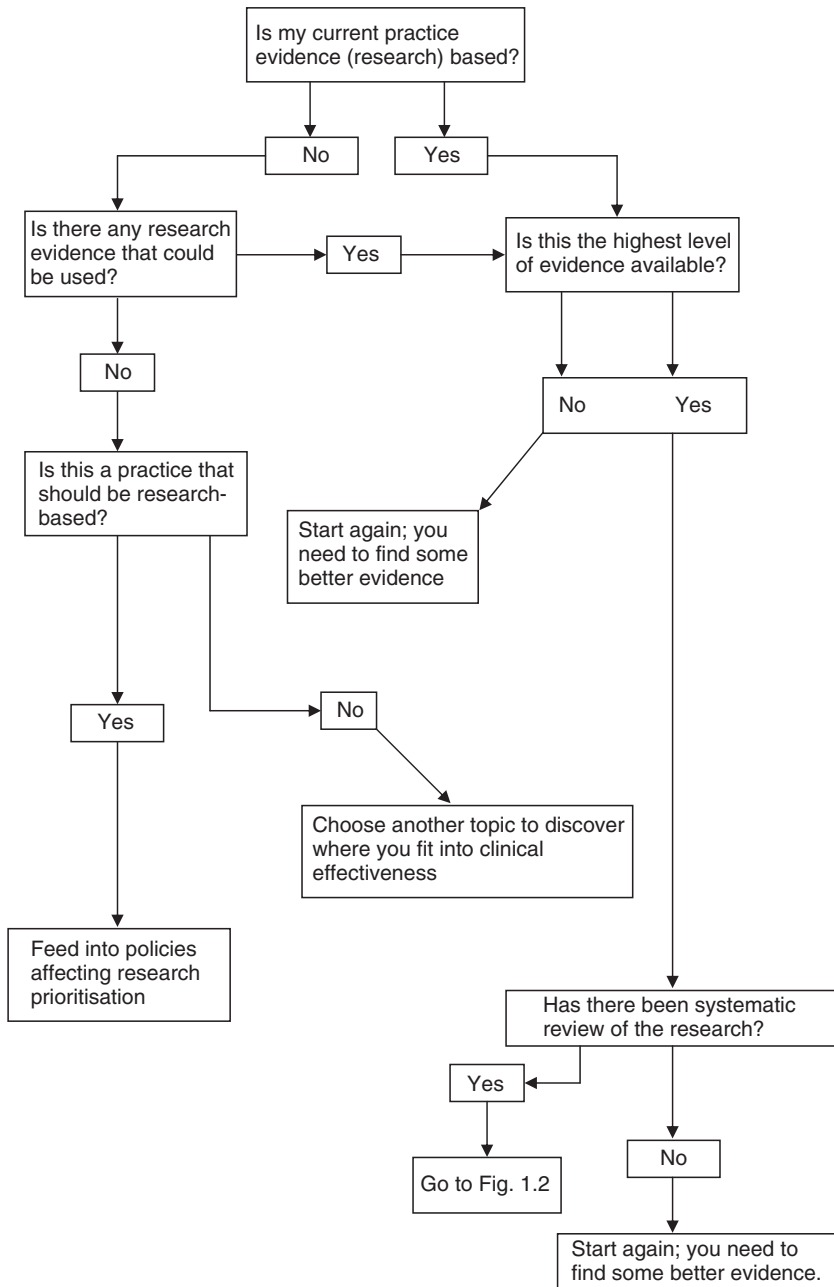 Is my current practice
evidence (research) based?
No
Yes
Is there any research
evidence that could
be used?
Yes
Is this the highest level
of evidence available?
No
No
Yes
Is this a practice that
should be research-
based?
Start again; you
need to find some
better evidence
No
Yes
Choose another topic to discover
where you fit into clinical
effectiveness
Feed into policies
affecting research
prioritisation
Has there been systematic
review of the research?
Yes
No
Go to Fig. 1.2
Start again; you need to
find some better evidence.